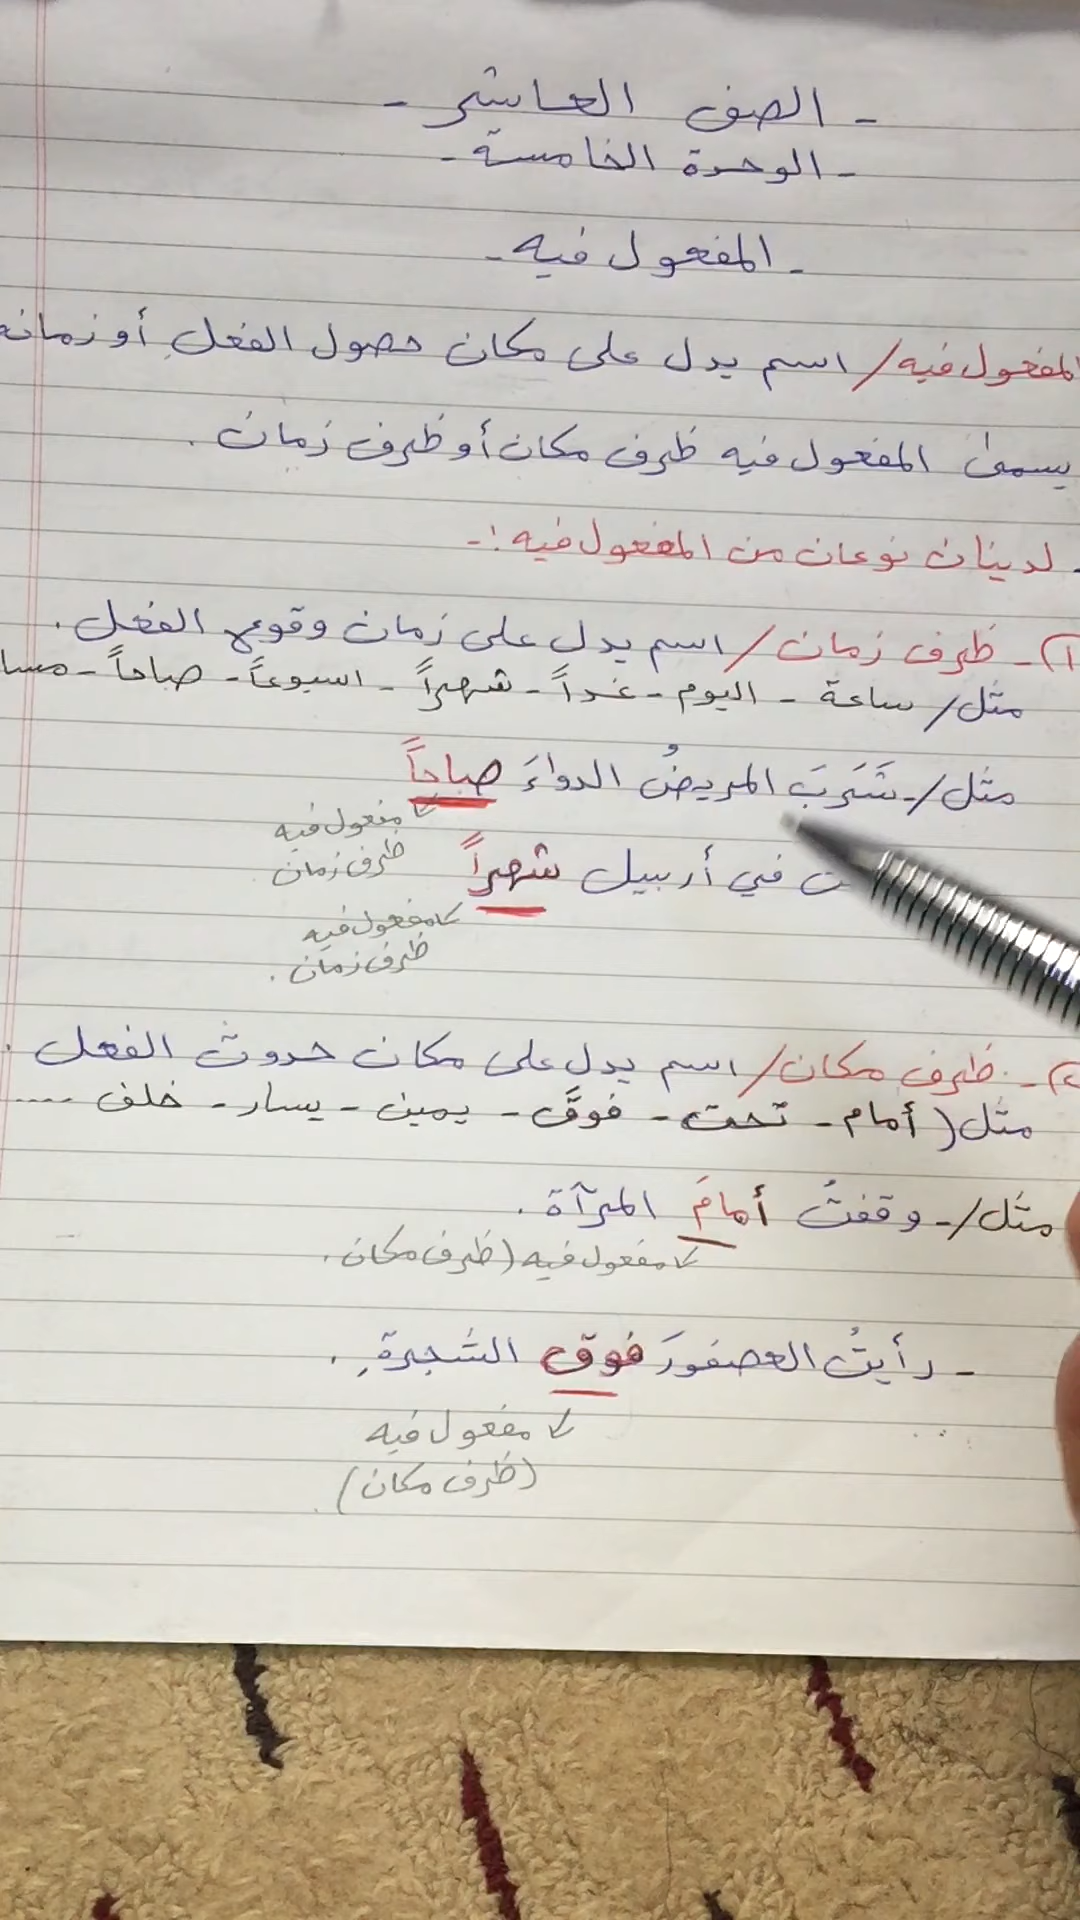 - الصف العاشر -
- الوحدة الخامسة -
- المفعول فيه -
المفعول فيه / اسم يدل على مكان حصول الفعل أو زمانه
يسمى المفعول فيه ظرف مكان أو ظرف زمان .
- لدينان نوعان من المفعول فيه :-
١)- ظرف زمان / اسم يدل على زمان وقوع الفعل .
مثل / ساعة - اليوم - غداً - شهراً - اسبوعاً - صباحاً - مسا
مثل /- شَرَبَ المريضُ الدواءَ صباحاً
مفعول فيه
ظرف زمان
في أربيل شهراً
مفعول فيه
ظرف زمان .
٢)- ظرف مكان / اسم يدل على مكان حدوث الفعل .
مثل ( أمام - تحت - فوق - يمين - يسار - خلف ....
مثل /- وقفتُ أمامَ المرآة .
مفعول فيه (ظرف مكان .
- رأيتُ العصفورَ فوق الشجرةِ .
مفعول فيه
(ظرف مكان)